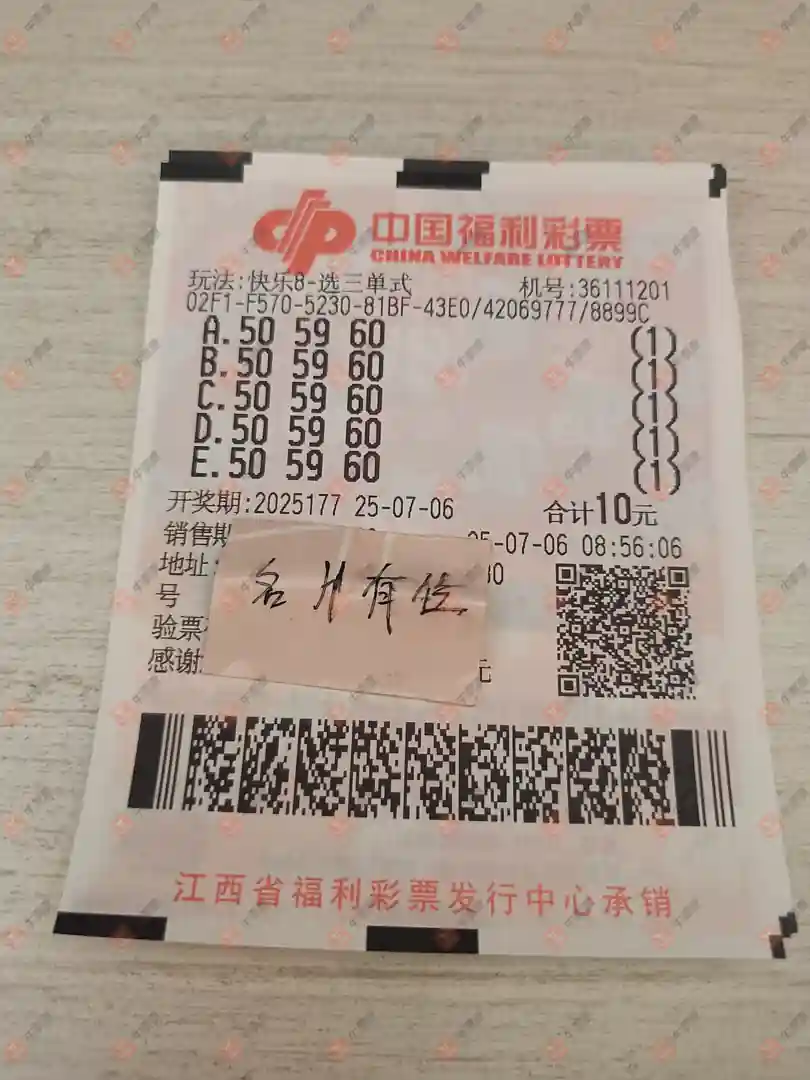 中国福利彩票
CHINA WELFARE LOTTERY
玩法:快乐8-选三单式 机号:36111201
02F1-F570-5230-81BF-43E0/42069777/8899C
A.50 59 60 (1)
B.50 59 60 (1)
C.50 59 60 (1)
D.50 59 60 (1)
E.50 59 60 (1)
开奖期:2025177 25-07-06 合计10元
销售期 25-07-06 08:56:06
地址:
号
验票
感谢 元
有位
江西省福利彩票发行中心承销